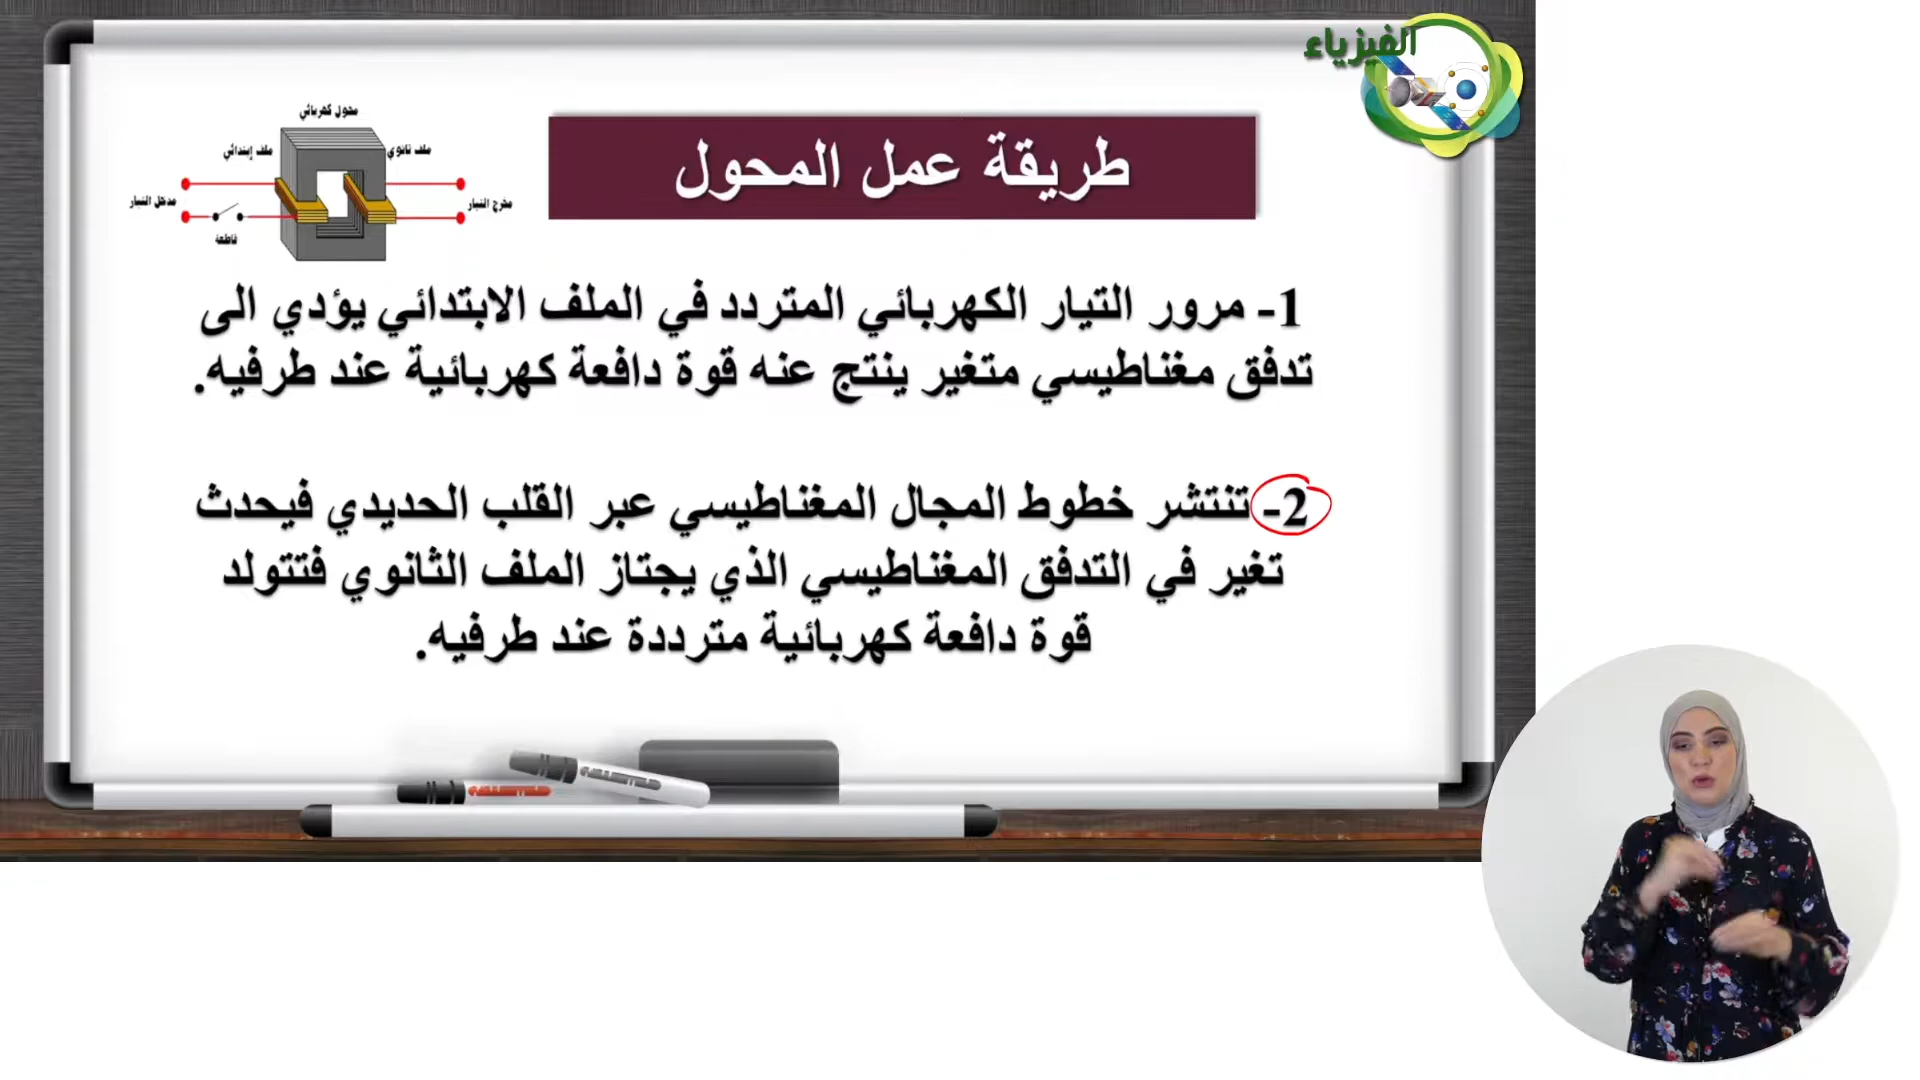 الفيزياء
طريقة عمل المحول
محول كهربائي
ملف إبتدائي
ملف ثانوي
مدخل التيار
مخرج التيار
قاطعة
1- مرور التيار الكهربائي المتردد في الملف الابتدائي يؤدي الى
تدفق مغناطيسي متغير ينتج عنه قوة دافعة كهربائية عند طرفيه.
2- تنتشر خطوط المجال المغناطيسي عبر القلب الحديدي فيحدث
تغير في التدفق المغناطيسي الذي يجتاز الملف الثانوي فتتولد
قوة دافعة كهربائية مترددة عند طرفيه.